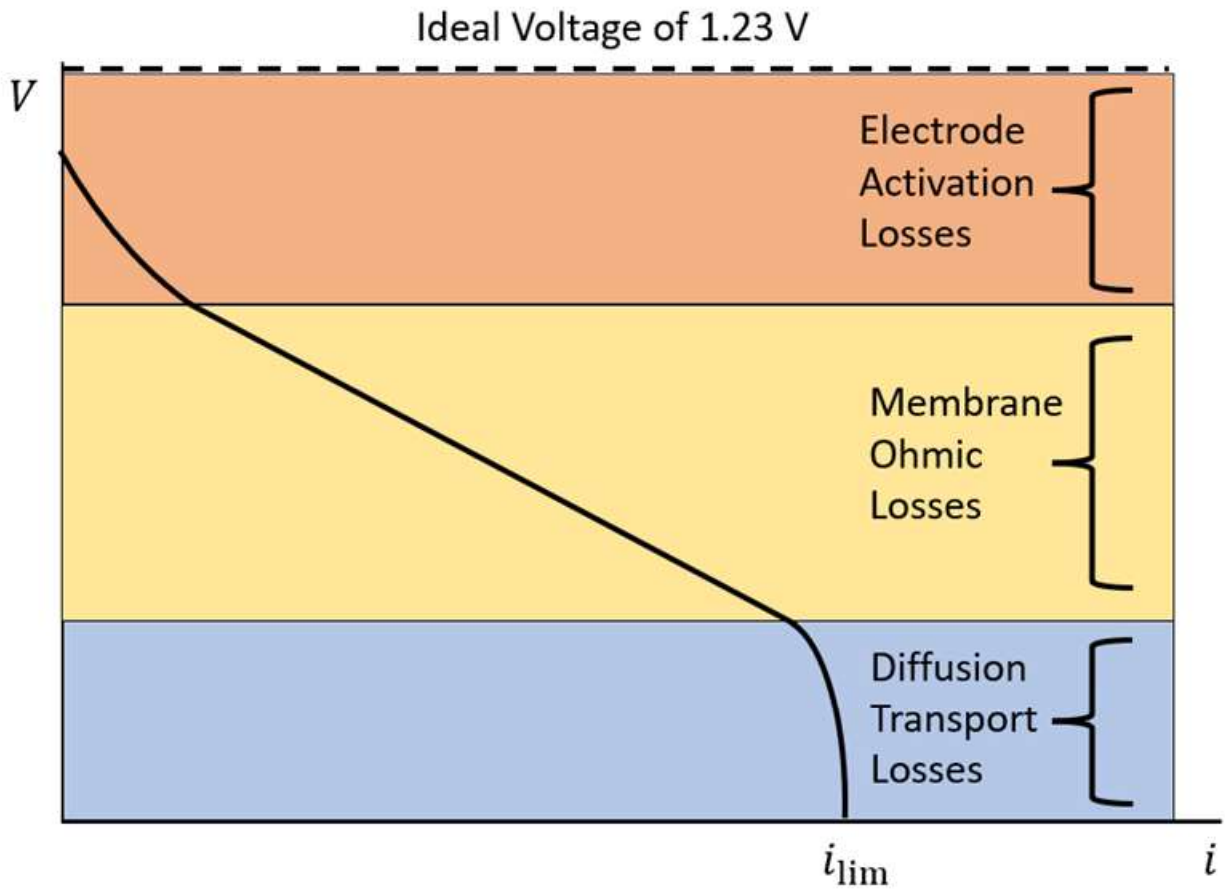 Ideal Voltage of 1.23 V
V
Electrode
Activation
Losses
Membrane
Ohmic
Losses
Diffusion
Transport
Losses
i_lim
i